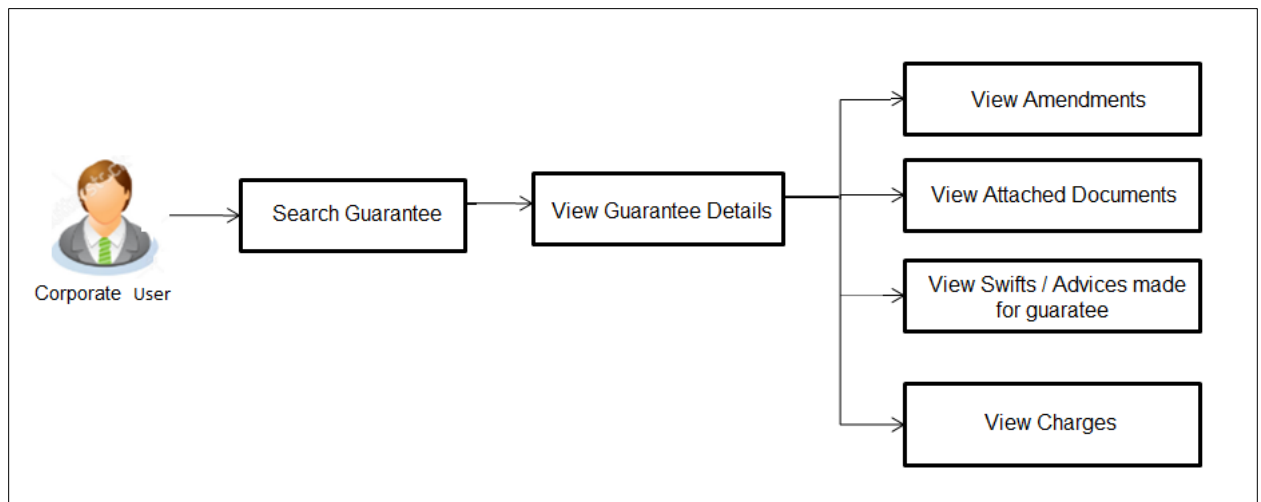 View Amendments
View Attached Documents
Search Guarantee
View Guarantee Details
View Swifts / Advices made
for guaratee
Corporate User
View Charges